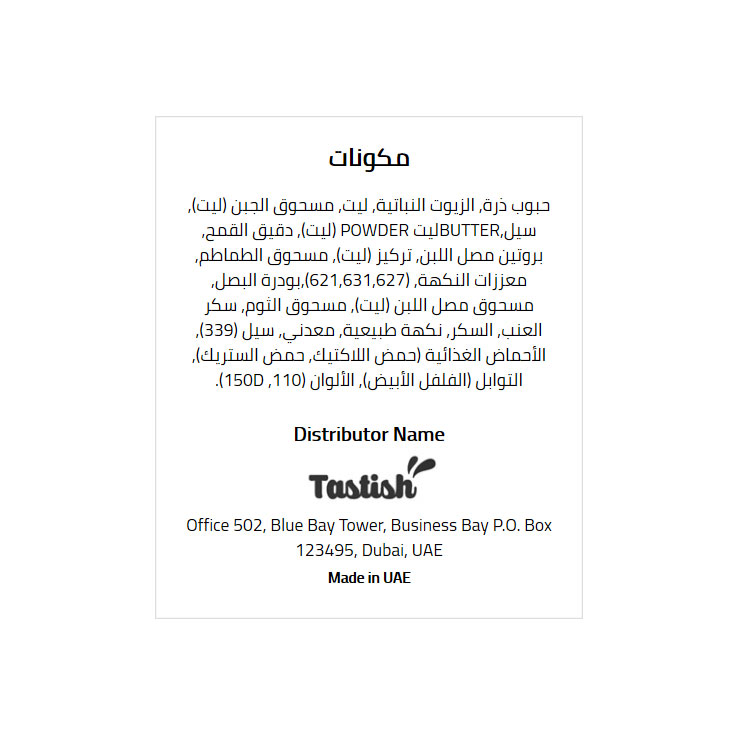 مكونات
حبوب ذرة, الزيوت النباتية, ليت, مسحوق الجبن (ليت),
سيل,BUTTERليت POWDER (ليت), دقيق القمح,
بروتين مصل اللبن, تركيز (ليت), مسحوق الطماطم,
معززات النكهة, (621,631,627),بودرة البصل,
مسحوق مصل اللبن (ليت), مسحوق الثوم, سكر
العنب, السكر, نكهة طبيعية, معدني, سيل (339),
الأحماض الغذائية (حمض اللاكتيك, حمض الستريك),
التوابل (الفلفل الأبيض), الألوان (110, 150D).
Distributor Name
Tastish
Office 502, Blue Bay Tower, Business Bay P.O. Box
123495, Dubai, UAE
Made in UAE